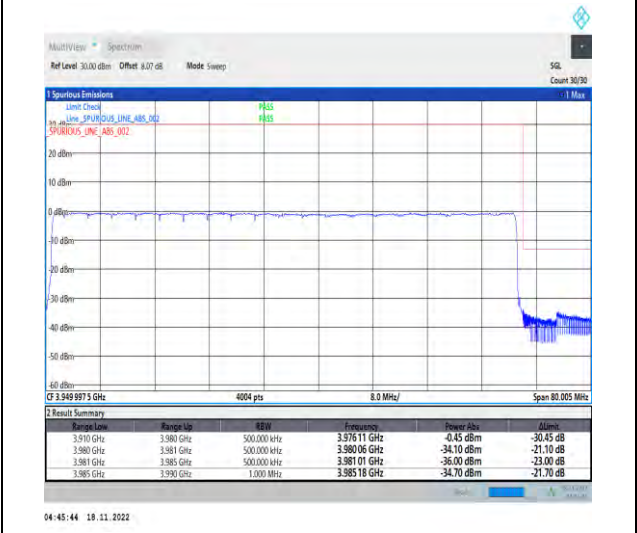 MultiView Spectrum
Ref Level 30.00 dBm Offset 8.07 dB Mode Sweep SGL
Count 30/30
1 Spurious Emissions 1 Max
Limit Check PASS
Line _SPURIOUS_LINE_ABS_002 PASS
_SPURIOUS_LINE_ABS_002
20 dBm
10 dBm
0 dBm
-10 dBm
-20 dBm
-30 dBm
-40 dBm
-50 dBm
-60 dBm
CF 3.949 997 5 GHz 4004 pts 8.0 MHz/ Span 80.005 MHz
2 Result Summary
Range Low Range Up RBW Frequency Power Abs ΔLimit
3.910 GHz 3.980 GHz 500.000 kHz 3.976 11 GHz -0.45 dBm -30.45 dB
3.980 GHz 3.981 GHz 500.000 kHz 3.980 06 GHz -34.10 dBm -21.10 dB
3.981 GHz 3.985 GHz 500.000 kHz 3.981 01 GHz -36.00 dBm -23.00 dB
3.985 GHz 3.990 GHz 1.000 MHz 3.985 18 GHz -34.70 dBm -21.70 dB
04:45:44 18.11.2022